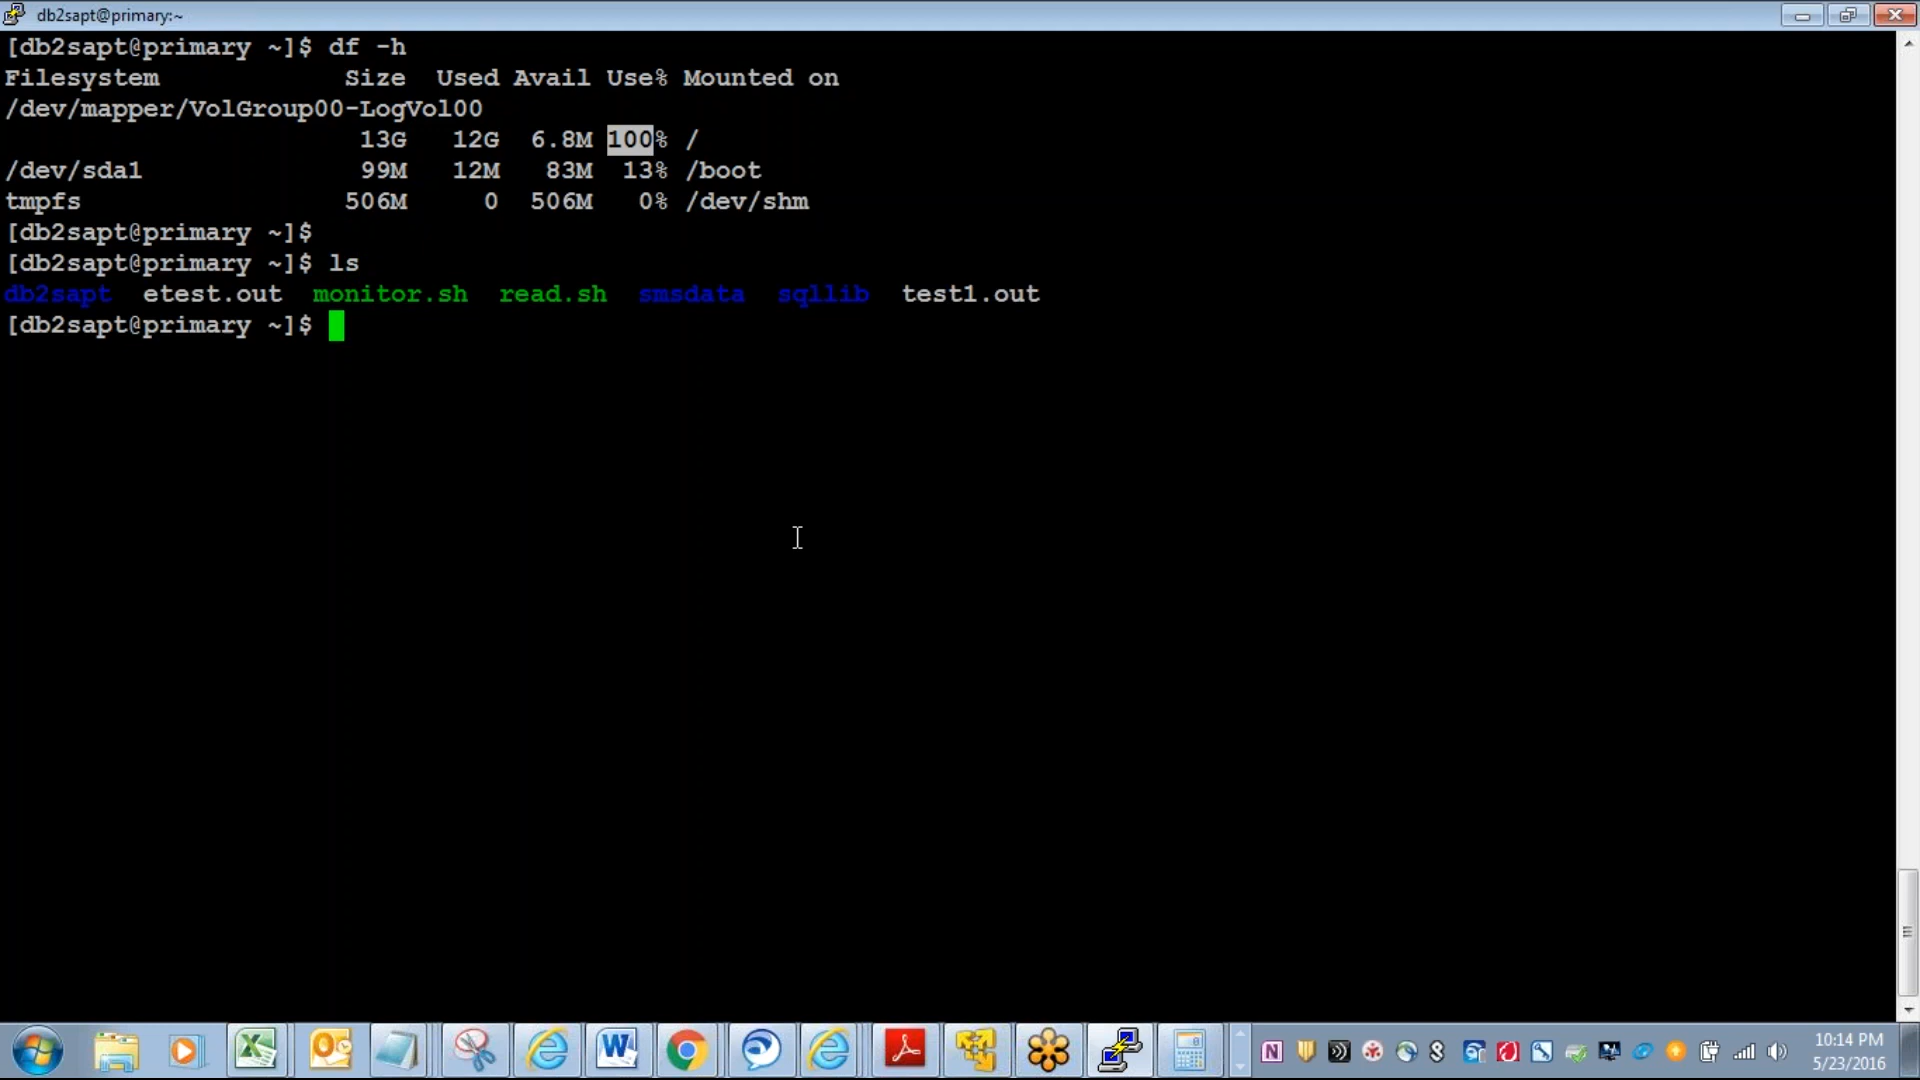 db2sapt@primary:~
[db2sapt@primary ~]$ df -h
Filesystem Size Used Avail Use% Mounted on
/dev/mapper/VolGroup00-LogVol00
13G 12G 6.8M 100% /
/dev/sda1 99M 12M 83M 13% /boot
tmpfs 506M 0 506M 0% /dev/shm
[db2sapt@primary ~]$
[db2sapt@primary ~]$ ls
db2sapt etest.out monitor.sh read.sh smsdata sqllib test1.out
[db2sapt@primary ~]$
10:14 PM
5/23/2016